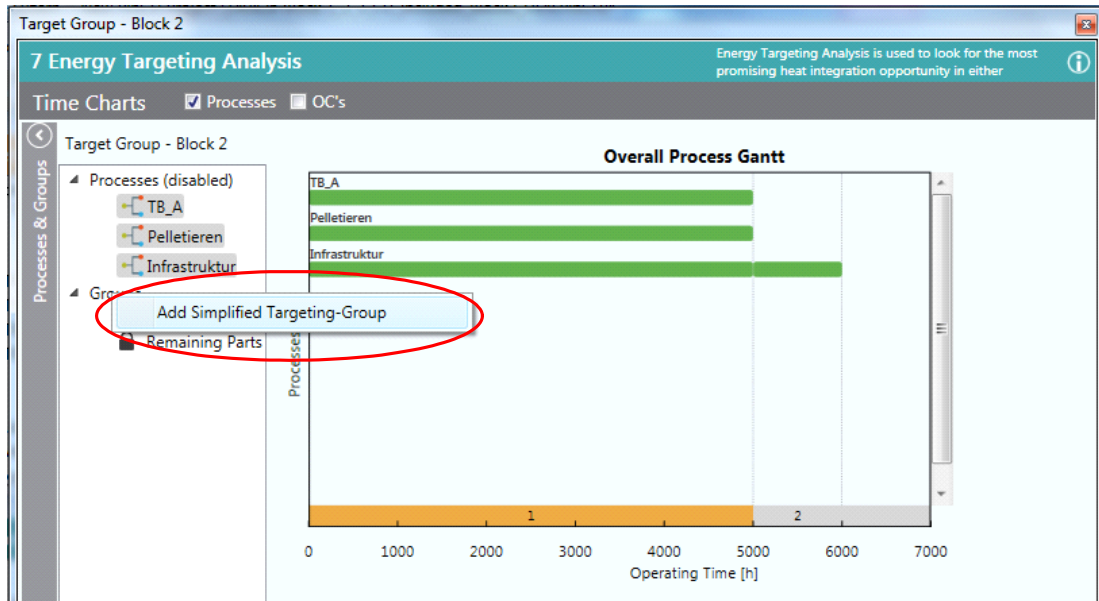 Target Group - Block 2
7 Energy Targeting Analysis
Energy Targeting Analysis is used to look for the most
promising heat integration opportunity in either
Time Charts
Processes
OC's
Processes & Groups
Target Group - Block 2
Processes (disabled)
TB_A
Pelletieren
Infrastruktur
Add Simplified Targeting-Group
Remaining Parts
Overall Process Gantt
TB_A
Pelletieren
Infrastruktur
Processes
1
2
0
1000
2000
3000
4000
5000
6000
7000
Operating Time [h]